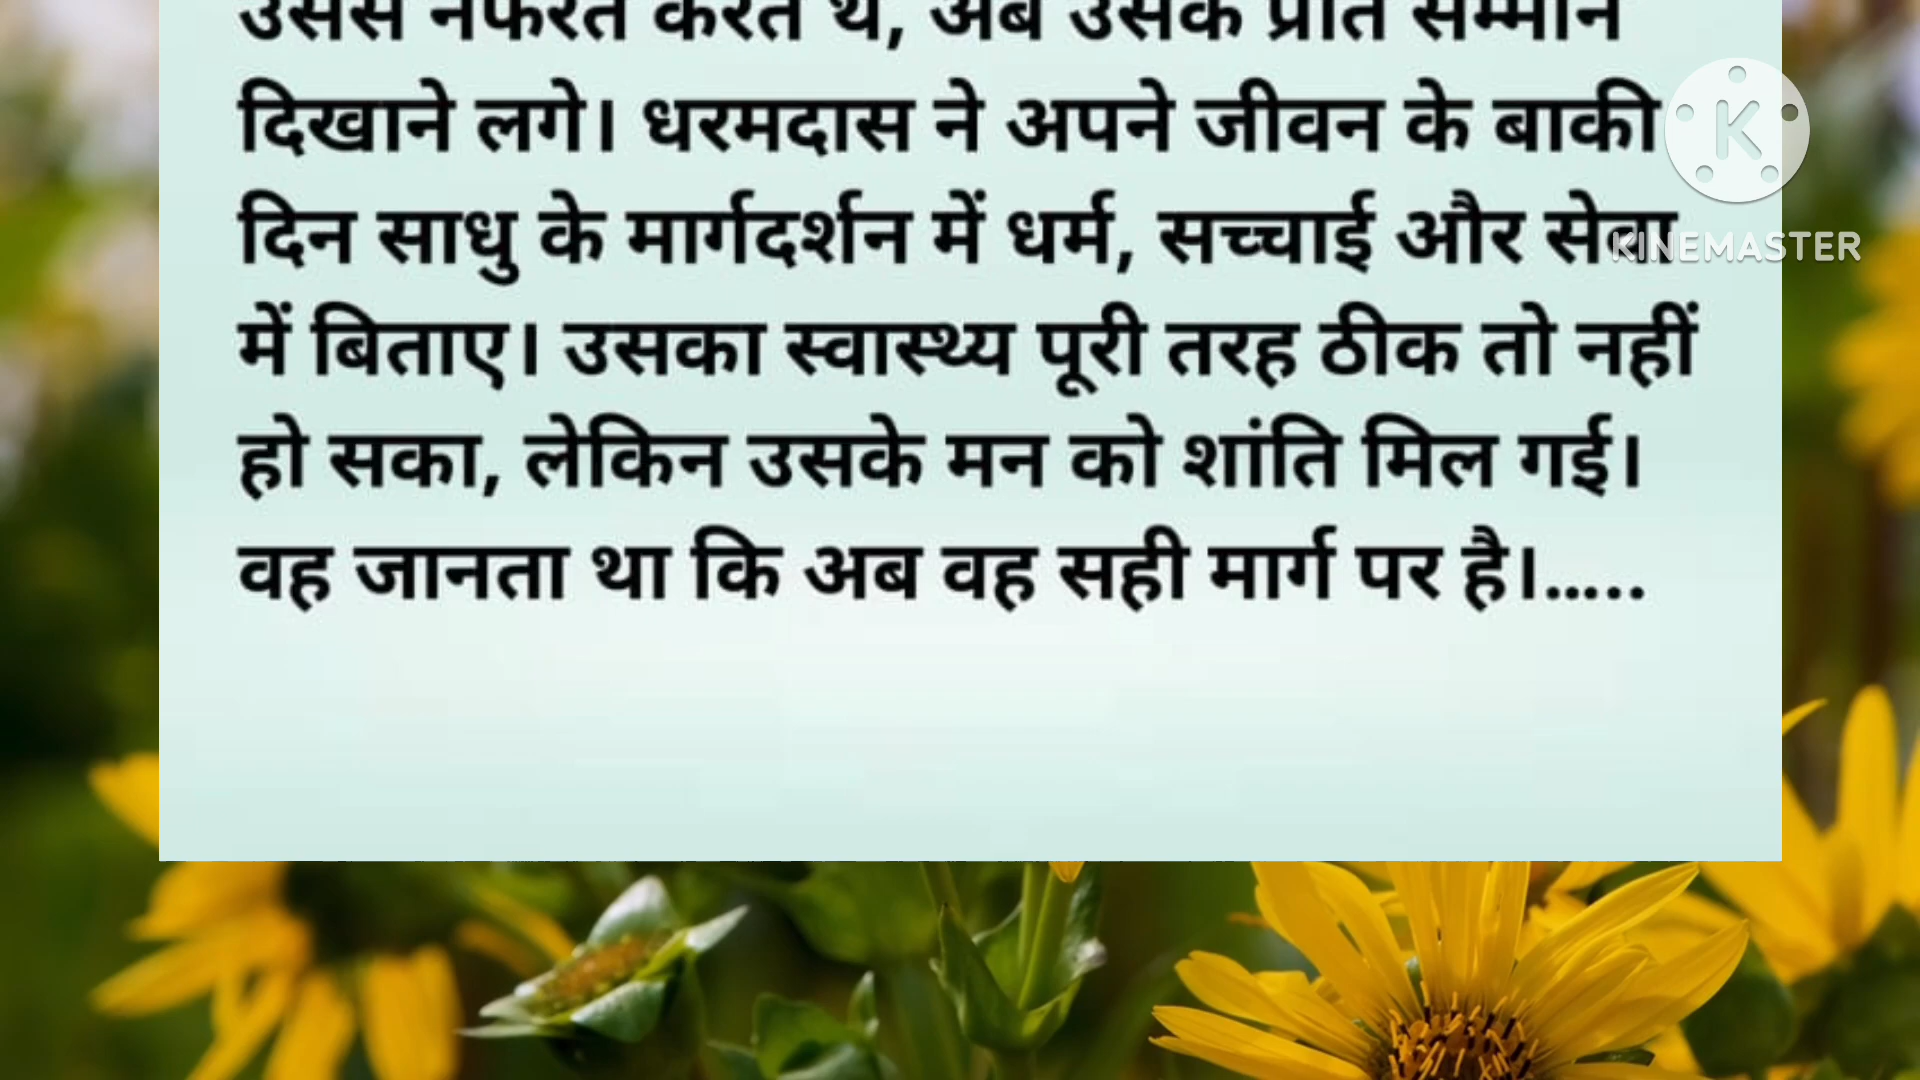 उससे नफरत करते थे, अब उसके प्रति सम्मान
दिखाने लगे। धरमदास ने अपने जीवन के बाकी
दिन साधु के मार्गदर्शन में धर्म, सच्चाई और सेवा
में बिताए। उसका स्वास्थ्य पूरी तरह ठीक तो नहीं
हो सका, लेकिन उसके मन को शांति मिल गई।
वह जानता था कि अब वह सही मार्ग पर है।.....
K
KINEMASTER